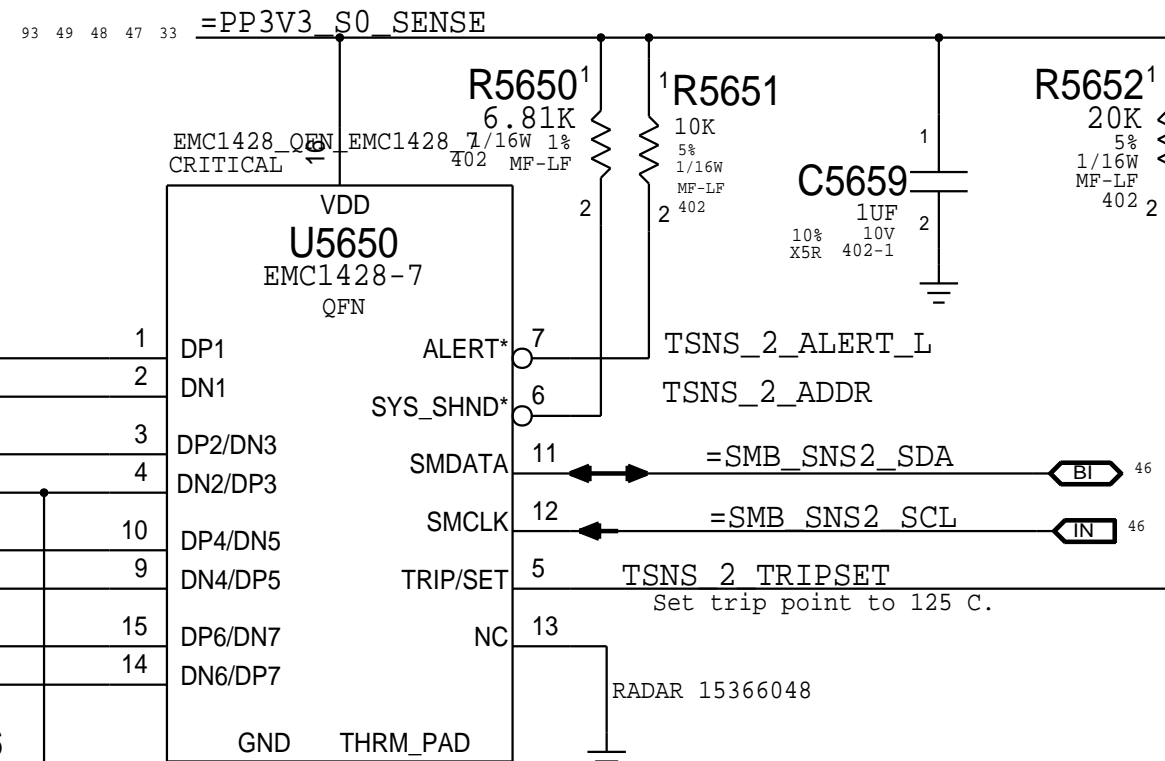 93 49 48 47 33 =PP3V3_S0_SENSE
R5650 1
6.81K
1/16W 1%
402 MF-LF
2
1 R5651
10K
5%
1/16W
MF-LF
402
2
1
C5659
1UF
10% 10V
X5R 402-1
2
R5652 1
20K
5%
1/16W
MF-LF
402
2
EMC1428_QFN_EMC1428_7
CRITICAL
16
VDD
U5650
EMC1428-7
QFN
1 DP1
2 DN1
3 DP2/DN3
4 DN2/DP3
10 DP4/DN5
9 DN4/DP5
15 DP6/DN7
14 DN6/DP7
ALERT* 7 TSNS_2_ALERT_L
SYS_SHND* 6 TSNS_2_ADDR
SMDATA 11 =SMB_SNS2_SDA BI 46
SMCLK 12 =SMB_SNS2_SCL IN 46
TRIP/SET 5 TSNS_2_TRIPSET
Set trip point to 125 C.
NC 13
RADAR 15366048
GND THRM_PAD